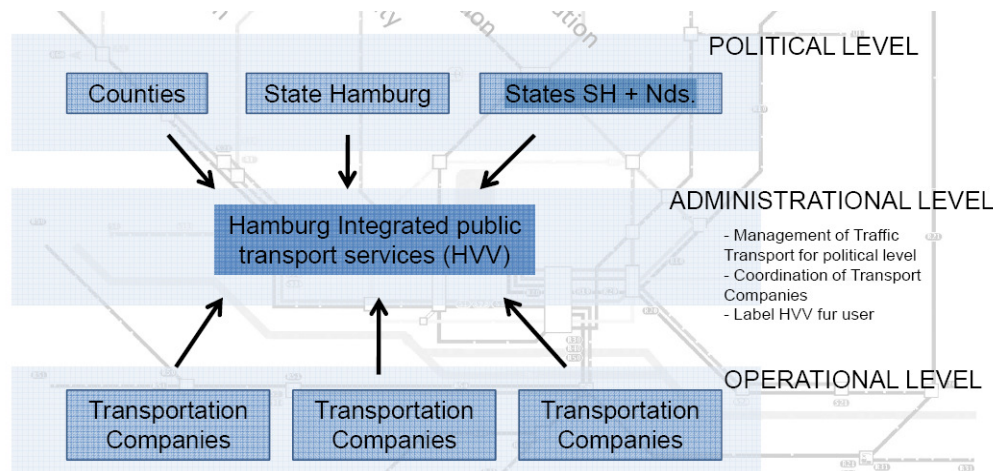 POLITICAL LEVEL
Counties
State Hamburg
States SH + Nds.
ADMINISTRATIONAL LEVEL
Hamburg Integrated public
transport services (HVV)
- Management of Traffic
Transport for political level
- Coordination of Transport
Companies
- Label HVV fur user
OPERATIONAL LEVEL
Transportation
Companies
Transportation
Companies
Transportation
Companies